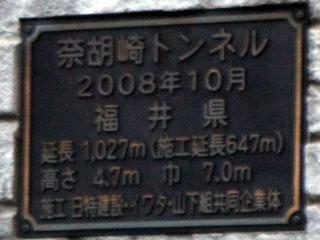 奈胡崎トンネル
2008年10月
福井県
延長 1,027m(施工延長647m)
高さ 4.7m 巾 7.0m
施工 日特建設・イワタ・山下組共同企業体